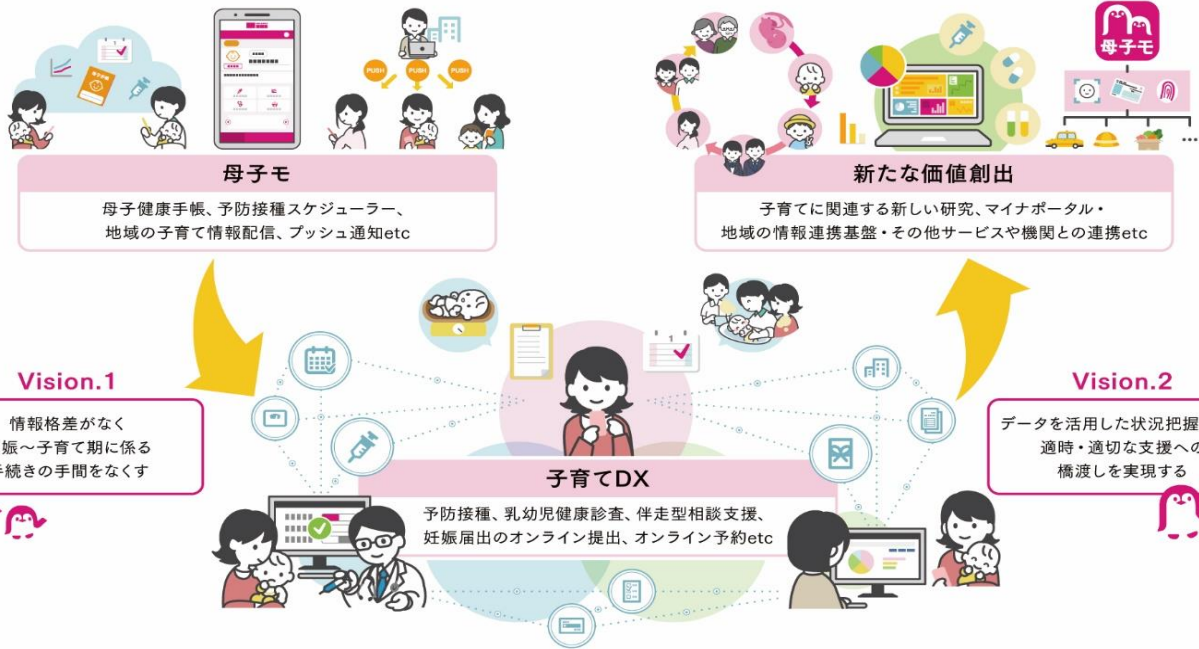 母子手帳
PUSH
PUSH
PUSH
母子モ
母子モ
母子健康手帳、予防接種スケジューラー、
地域の子育て情報配信、プッシュ通知etc
新たな価値創出
子育てに関連する新しい研究、マイナポータル・
地域の情報連携基盤・その他サービスや機関との連携etc
...
1
Vision.1
情報格差がなく
娠～子育て期に係る
続きの手間をなくす
Vision.2
データを活用した状況把握
適時・適切な支援への
橋渡しを実現する
子育てDX
予防接種、乳幼児健康診査、伴走型相談支援、
妊娠届出のオンライン提出、オンライン予約etc